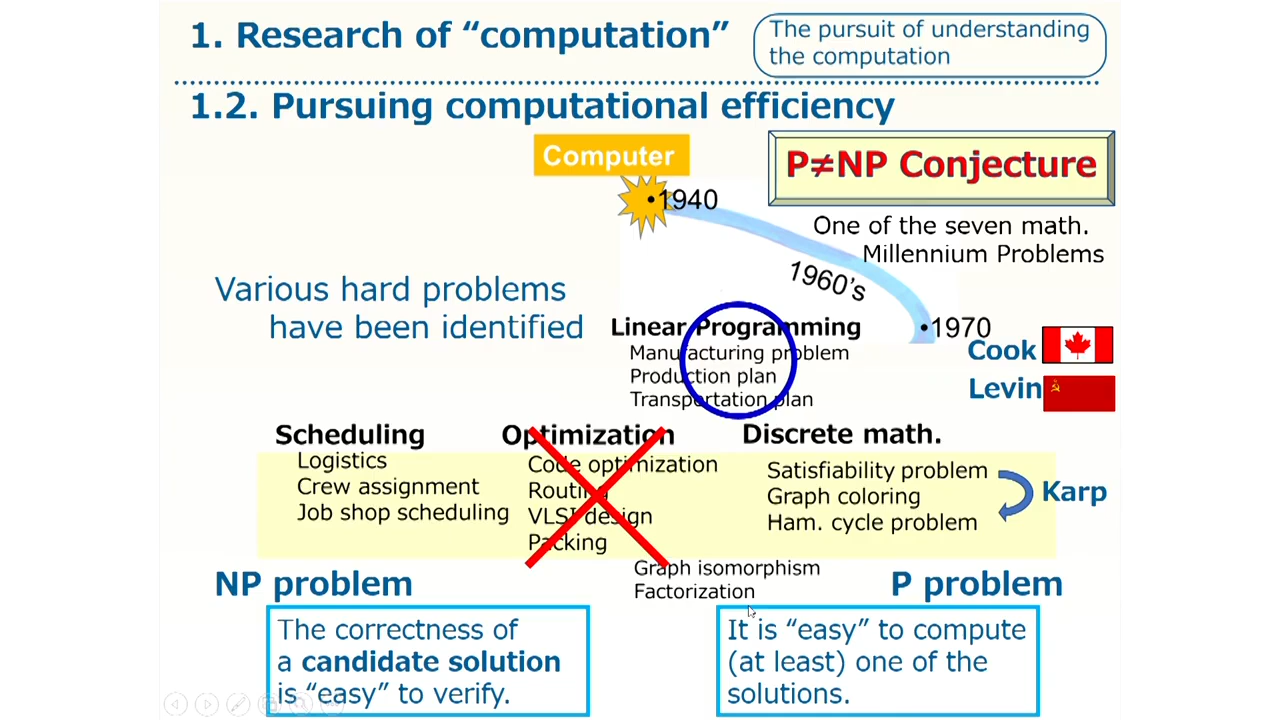 1. Research of “computation”
The pursuit of understanding
the computation
1.2. Pursuing computational efficiency
Computer
P≠NP Conjecture
•1940
One of the seven math.
Millennium Problems
1960’s
Various hard problems
have been identified
Linear Programming
Manufacturing problem
Production plan
Transportation plan
•1970
Cook
Levin
Scheduling
Logistics
Crew assignment
Job shop scheduling
Optimization
Code optimization
Routing
VLSI design
Packing
Discrete math.
Satisfiability problem
Graph coloring
Ham. cycle problem
Karp
Graph isomorphism
Factorization
NP problem
The correctness of
a candidate solution
is “easy” to verify.
P problem
It is “easy” to compute
(at least) one of the
solutions.